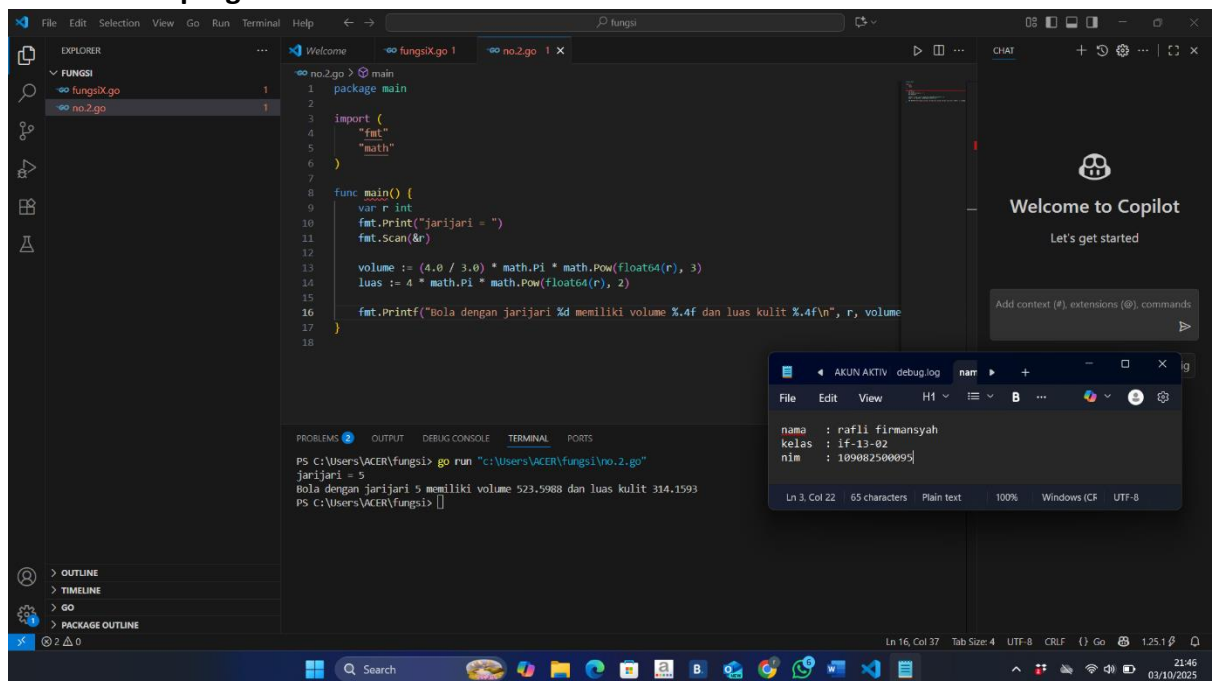 File Edit Selection View Go Run Terminal Help
fungsi
EXPLORER
FUNGSI
fungsiX.go 1
no.2.go 1
Welcome
fungsiX.go 1
no.2.go 1
no.2.go > main
1 package main
2
3 import (
4 "fmt"
5 "math"
6 )
7
8 func main() {
9 var r int
10 fmt.Print("jarijari = ")
11 fmt.Scan(&r)
12
13 volume := (4.0 / 3.0) * math.Pi * math.Pow(float64(r), 3)
14 luas := 4 * math.Pi * math.Pow(float64(r), 2)
15
16 fmt.Printf("Bola dengan jarijari %d memiliki volume %.4f dan luas kulit %.4f\n", r, volume
17 }
18
PROBLEMS 2 OUTPUT DEBUG CONSOLE TERMINAL PORTS
PS C:\Users\ACER\fungsi> go run "c:\Users\ACER\fungsi\no.2.go"
jarijari = 5
Bola dengan jarijari 5 memiliki volume 523.5988 dan luas kulit 314.1593
PS C:\Users\ACER\fungsi>
CHAT
Welcome to Copilot
Let's get started
Add context (#), extensions (@), commands
AKUN AKTIV debug.log nam
File Edit View H1 B
nama : rafli firmansyah
kelas : if-13-02
nim : 109082500095
Ln 3, Col 22 65 characters Plain text 100% Windows (CF UTF-8
OUTLINE
TIMELINE
GO
PACKAGE OUTLINE
2 0
Ln 16, Col 37 Tab Size: 4 UTF-8 CRLF {} Go 1.25.1
Search
21:46
03/10/2025